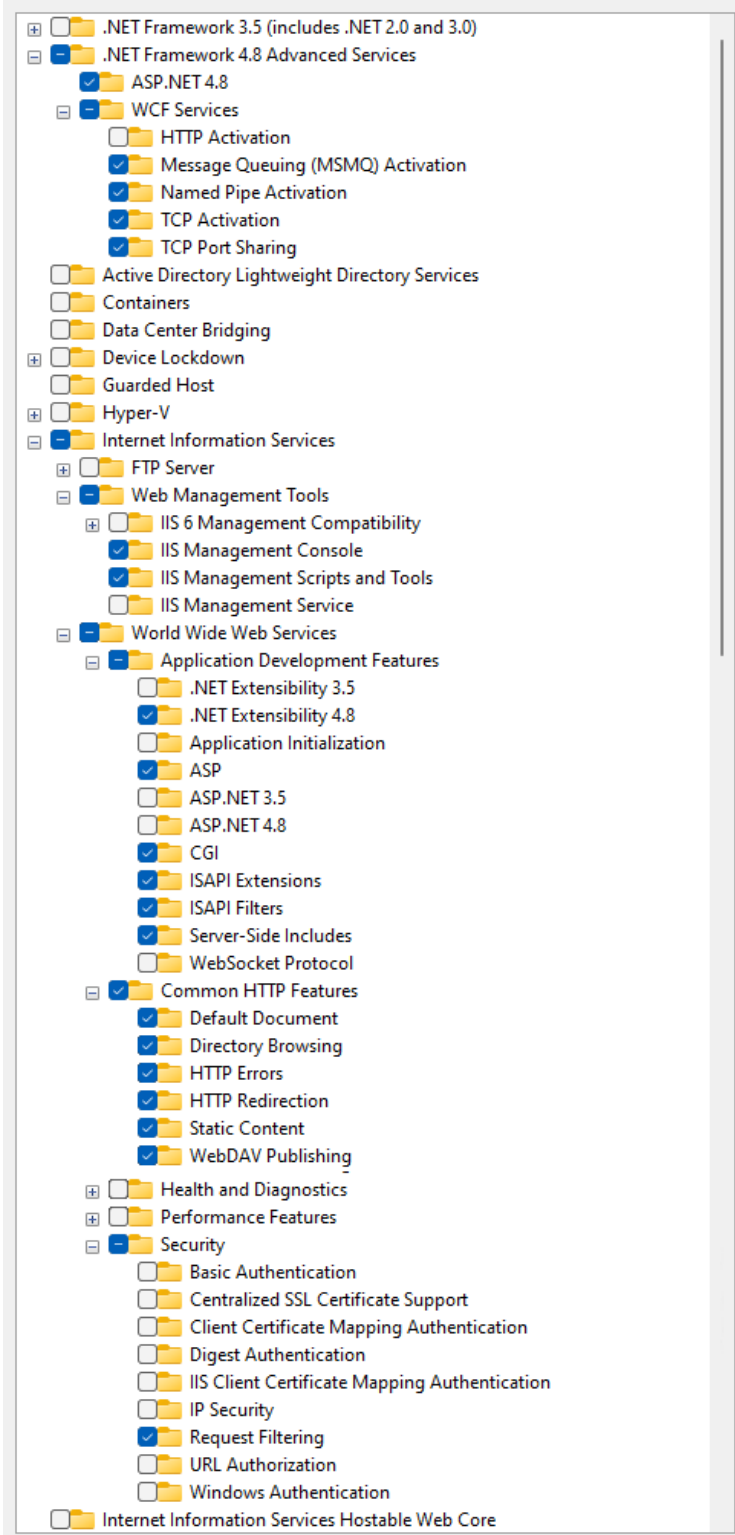 .NET Framework 3.5 (includes .NET 2.0 and 3.0)
.NET Framework 4.8 Advanced Services
ASP.NET 4.8
WCF Services
HTTP Activation
Message Queuing (MSMQ) Activation
Named Pipe Activation
TCP Activation
TCP Port Sharing
Active Directory Lightweight Directory Services
Containers
Data Center Bridging
Device Lockdown
Guarded Host
Hyper-V
Internet Information Services
FTP Server
Web Management Tools
IIS 6 Management Compatibility
IIS Management Console
IIS Management Scripts and Tools
IIS Management Service
World Wide Web Services
Application Development Features
.NET Extensibility 3.5
.NET Extensibility 4.8
Application Initialization
ASP
ASP.NET 3.5
ASP.NET 4.8
CGI
ISAPI Extensions
ISAPI Filters
Server-Side Includes
WebSocket Protocol
Common HTTP Features
Default Document
Directory Browsing
HTTP Errors
HTTP Redirection
Static Content
WebDAV Publishing
Health and Diagnostics
Performance Features
Security
Basic Authentication
Centralized SSL Certificate Support
Client Certificate Mapping Authentication
Digest Authentication
IIS Client Certificate Mapping Authentication
IP Security
Request Filtering
URL Authorization
Windows Authentication
Internet Information Services Hostable Web Core